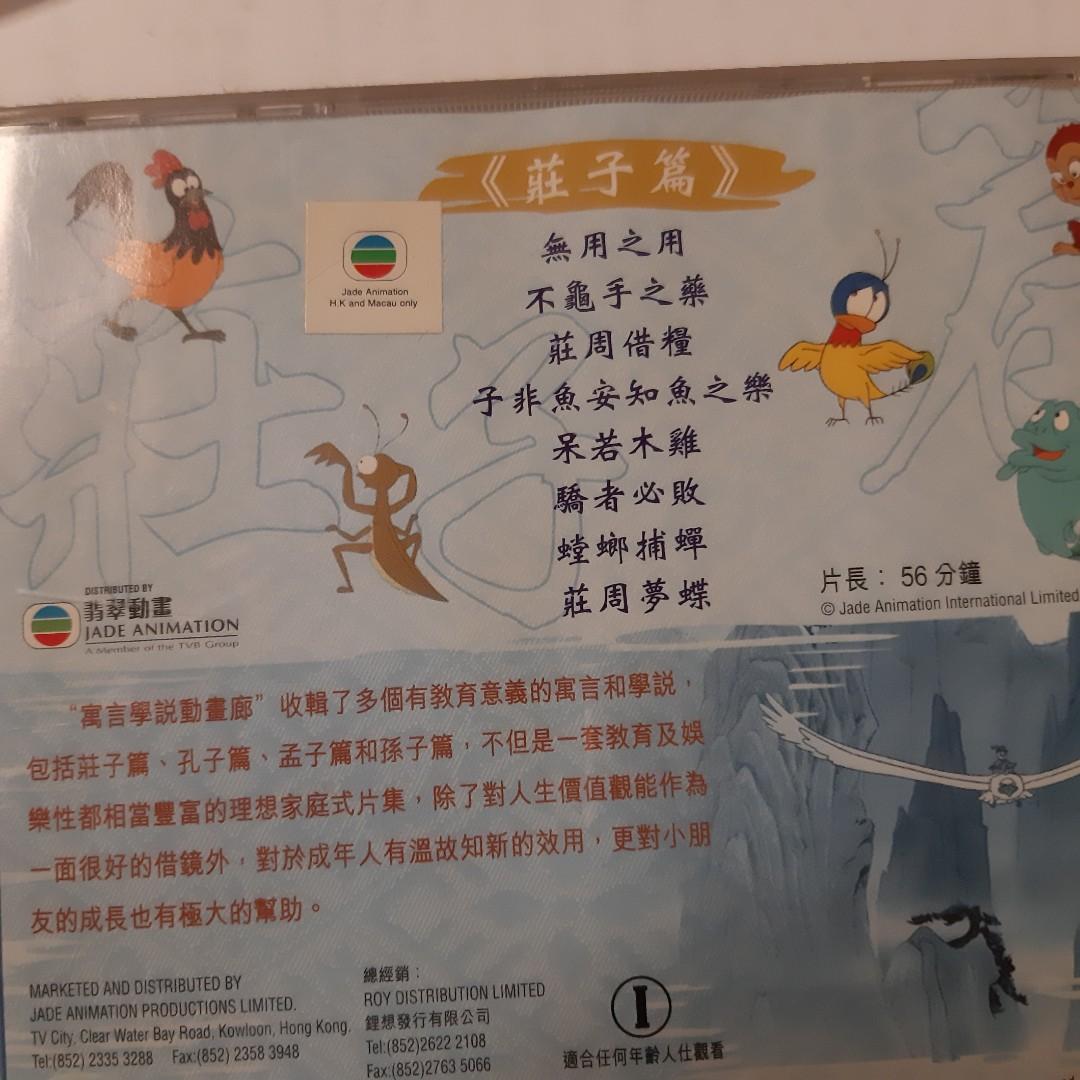 《莊子篇》
無用之用
不龜手之藥
莊周借糧
子非魚安知魚之樂
呆若木雞
驕者必敗
螳螂捕蟬
莊周夢蝶
Jade Animation
H.K and Macau only
片長： 56 分鐘
© Jade Animation International Limited
DISTRIBUTED BY
翡翠動畫
JADE ANIMATION
A Member of the TVB Group
莊子
“寓言學説動畫廊” 收輯了多個有教育意義的寓言和學説，
包括莊子篇、孔子篇、孟子篇和孫子篇，不但是一套教育及娛
樂性都相當豐富的理想家庭式片集，除了對人生價值觀能作為
一面很好的借鏡外，對於成年人有溫故知新的效用，更對小朋
友的成長也有極大的幫助。
MARKETED AND DISTRIBUTED BY
JADE ANIMATION PRODUCTIONS LIMITED.
TV City, Clear Water Bay Road, Kowloon, Hong Kong.
Tel:(852) 2335 3288 Fax:(852) 2358 3948
總經銷：
ROY DISTRIBUTION LIMITED
鋰想發行有限公司
Tel:(852)2622 2108
Fax:(852)2763 5066
I
適合任何年齡人仕觀看